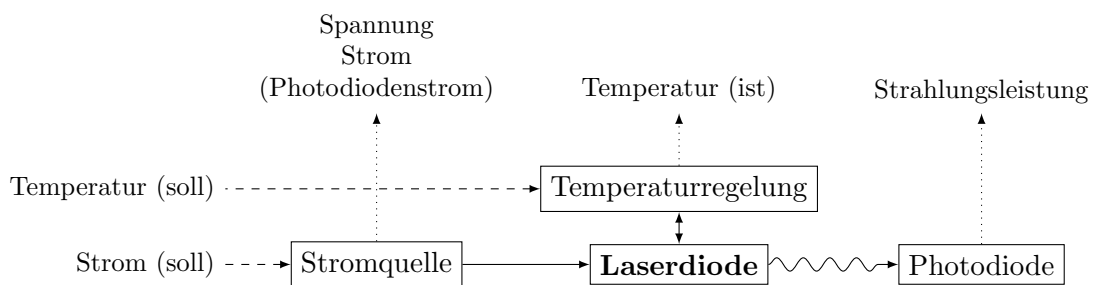 Spannung
Strom
(Photodiodenstrom)
Temperatur (ist)
Strahlungsleistung
Temperatur (soll)
Temperaturregelung
Strom (soll)
Stromquelle
Laserdiode
Photodiode